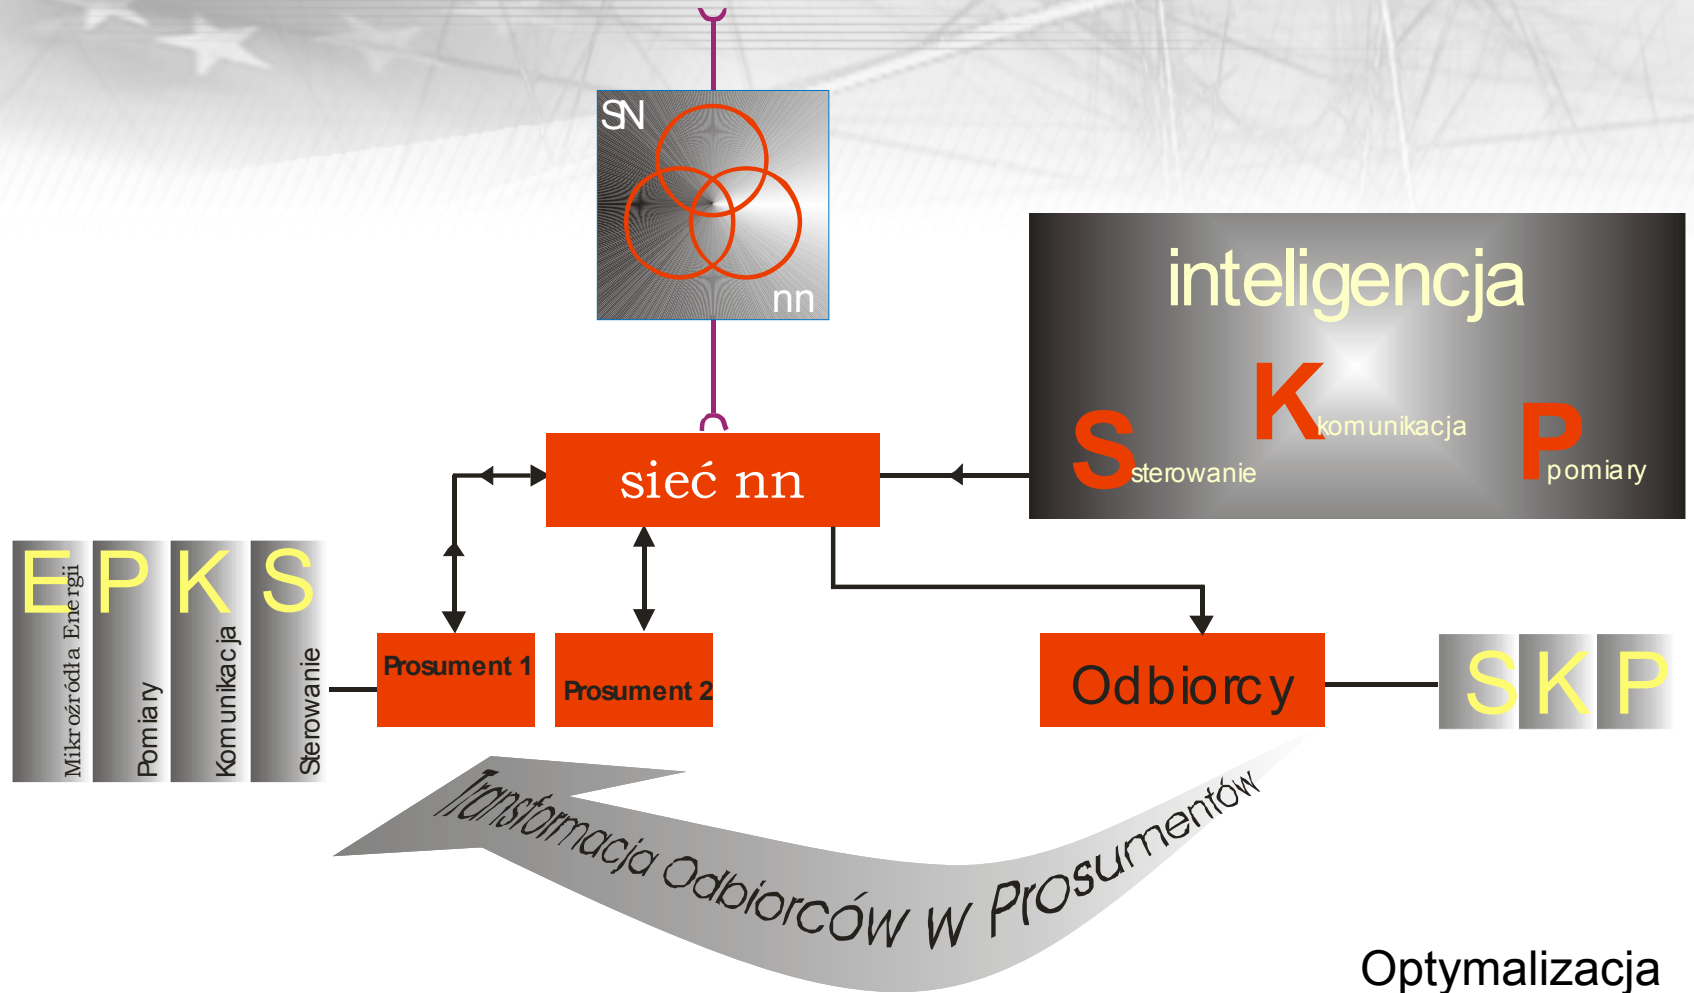 SN
nn
inteligencja
K komunikacja
S sterowanie
P pomiary
sieć nn
E Mikroźródła Energii
P Pomiary
K Komunikacja
S Sterowanie
Prosument 1
Prosument 2
Odbiorcy
S K P
Transformacja Odbiorców w Prosumentów
Optymalizacja